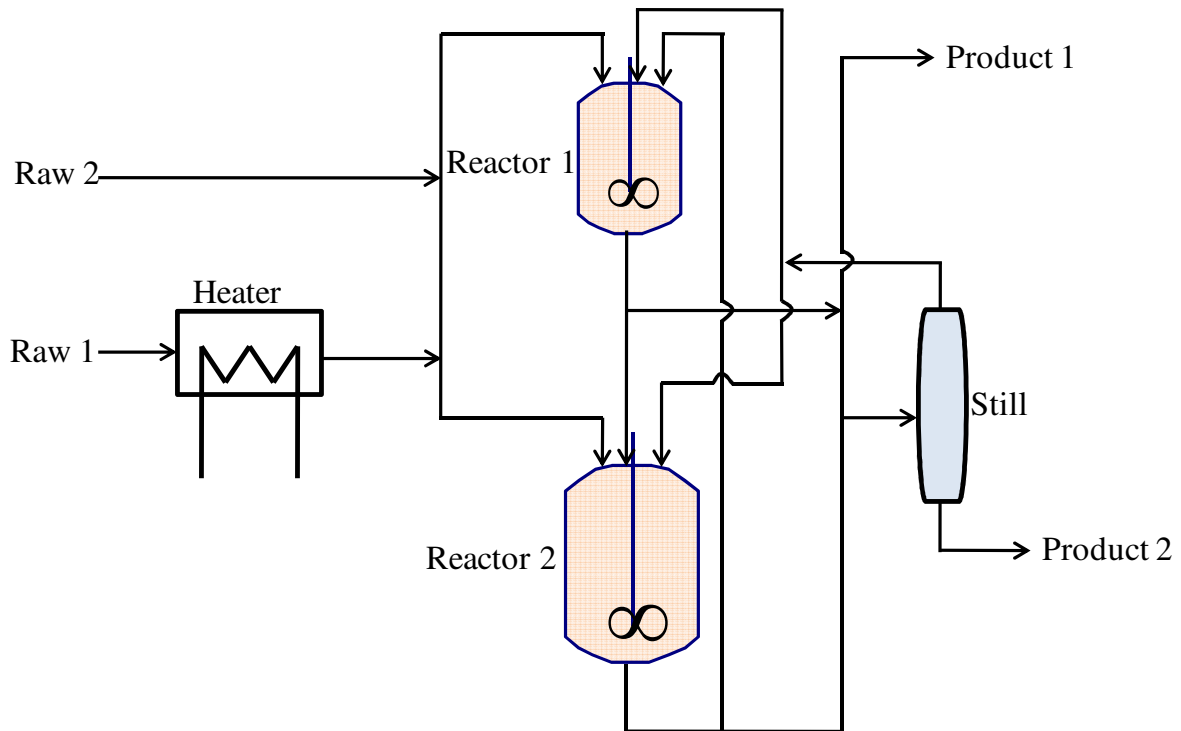 Product 1
Reactor 1
Raw 2
Heater
Raw 1
Still
Reactor 2
Product 2